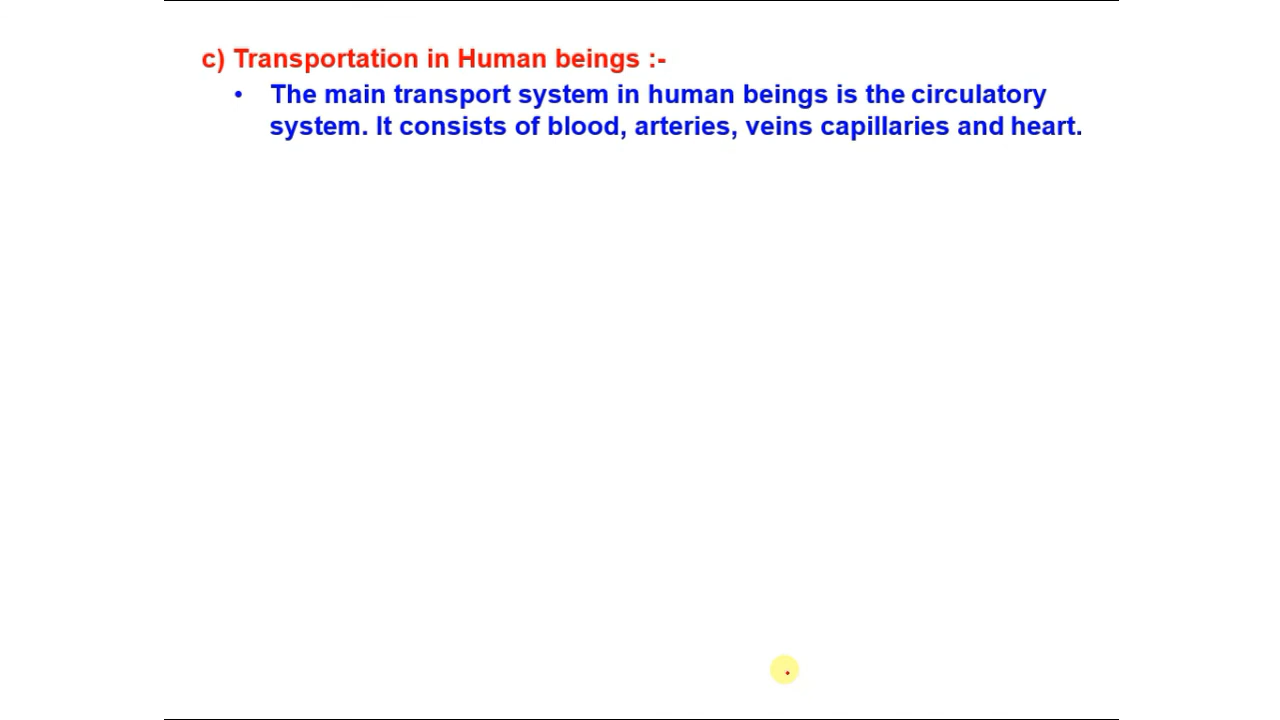 c) Transportation in Human beings :-
• The main transport system in human beings is the circulatory
system. It consists of blood, arteries, veins capillaries and heart.